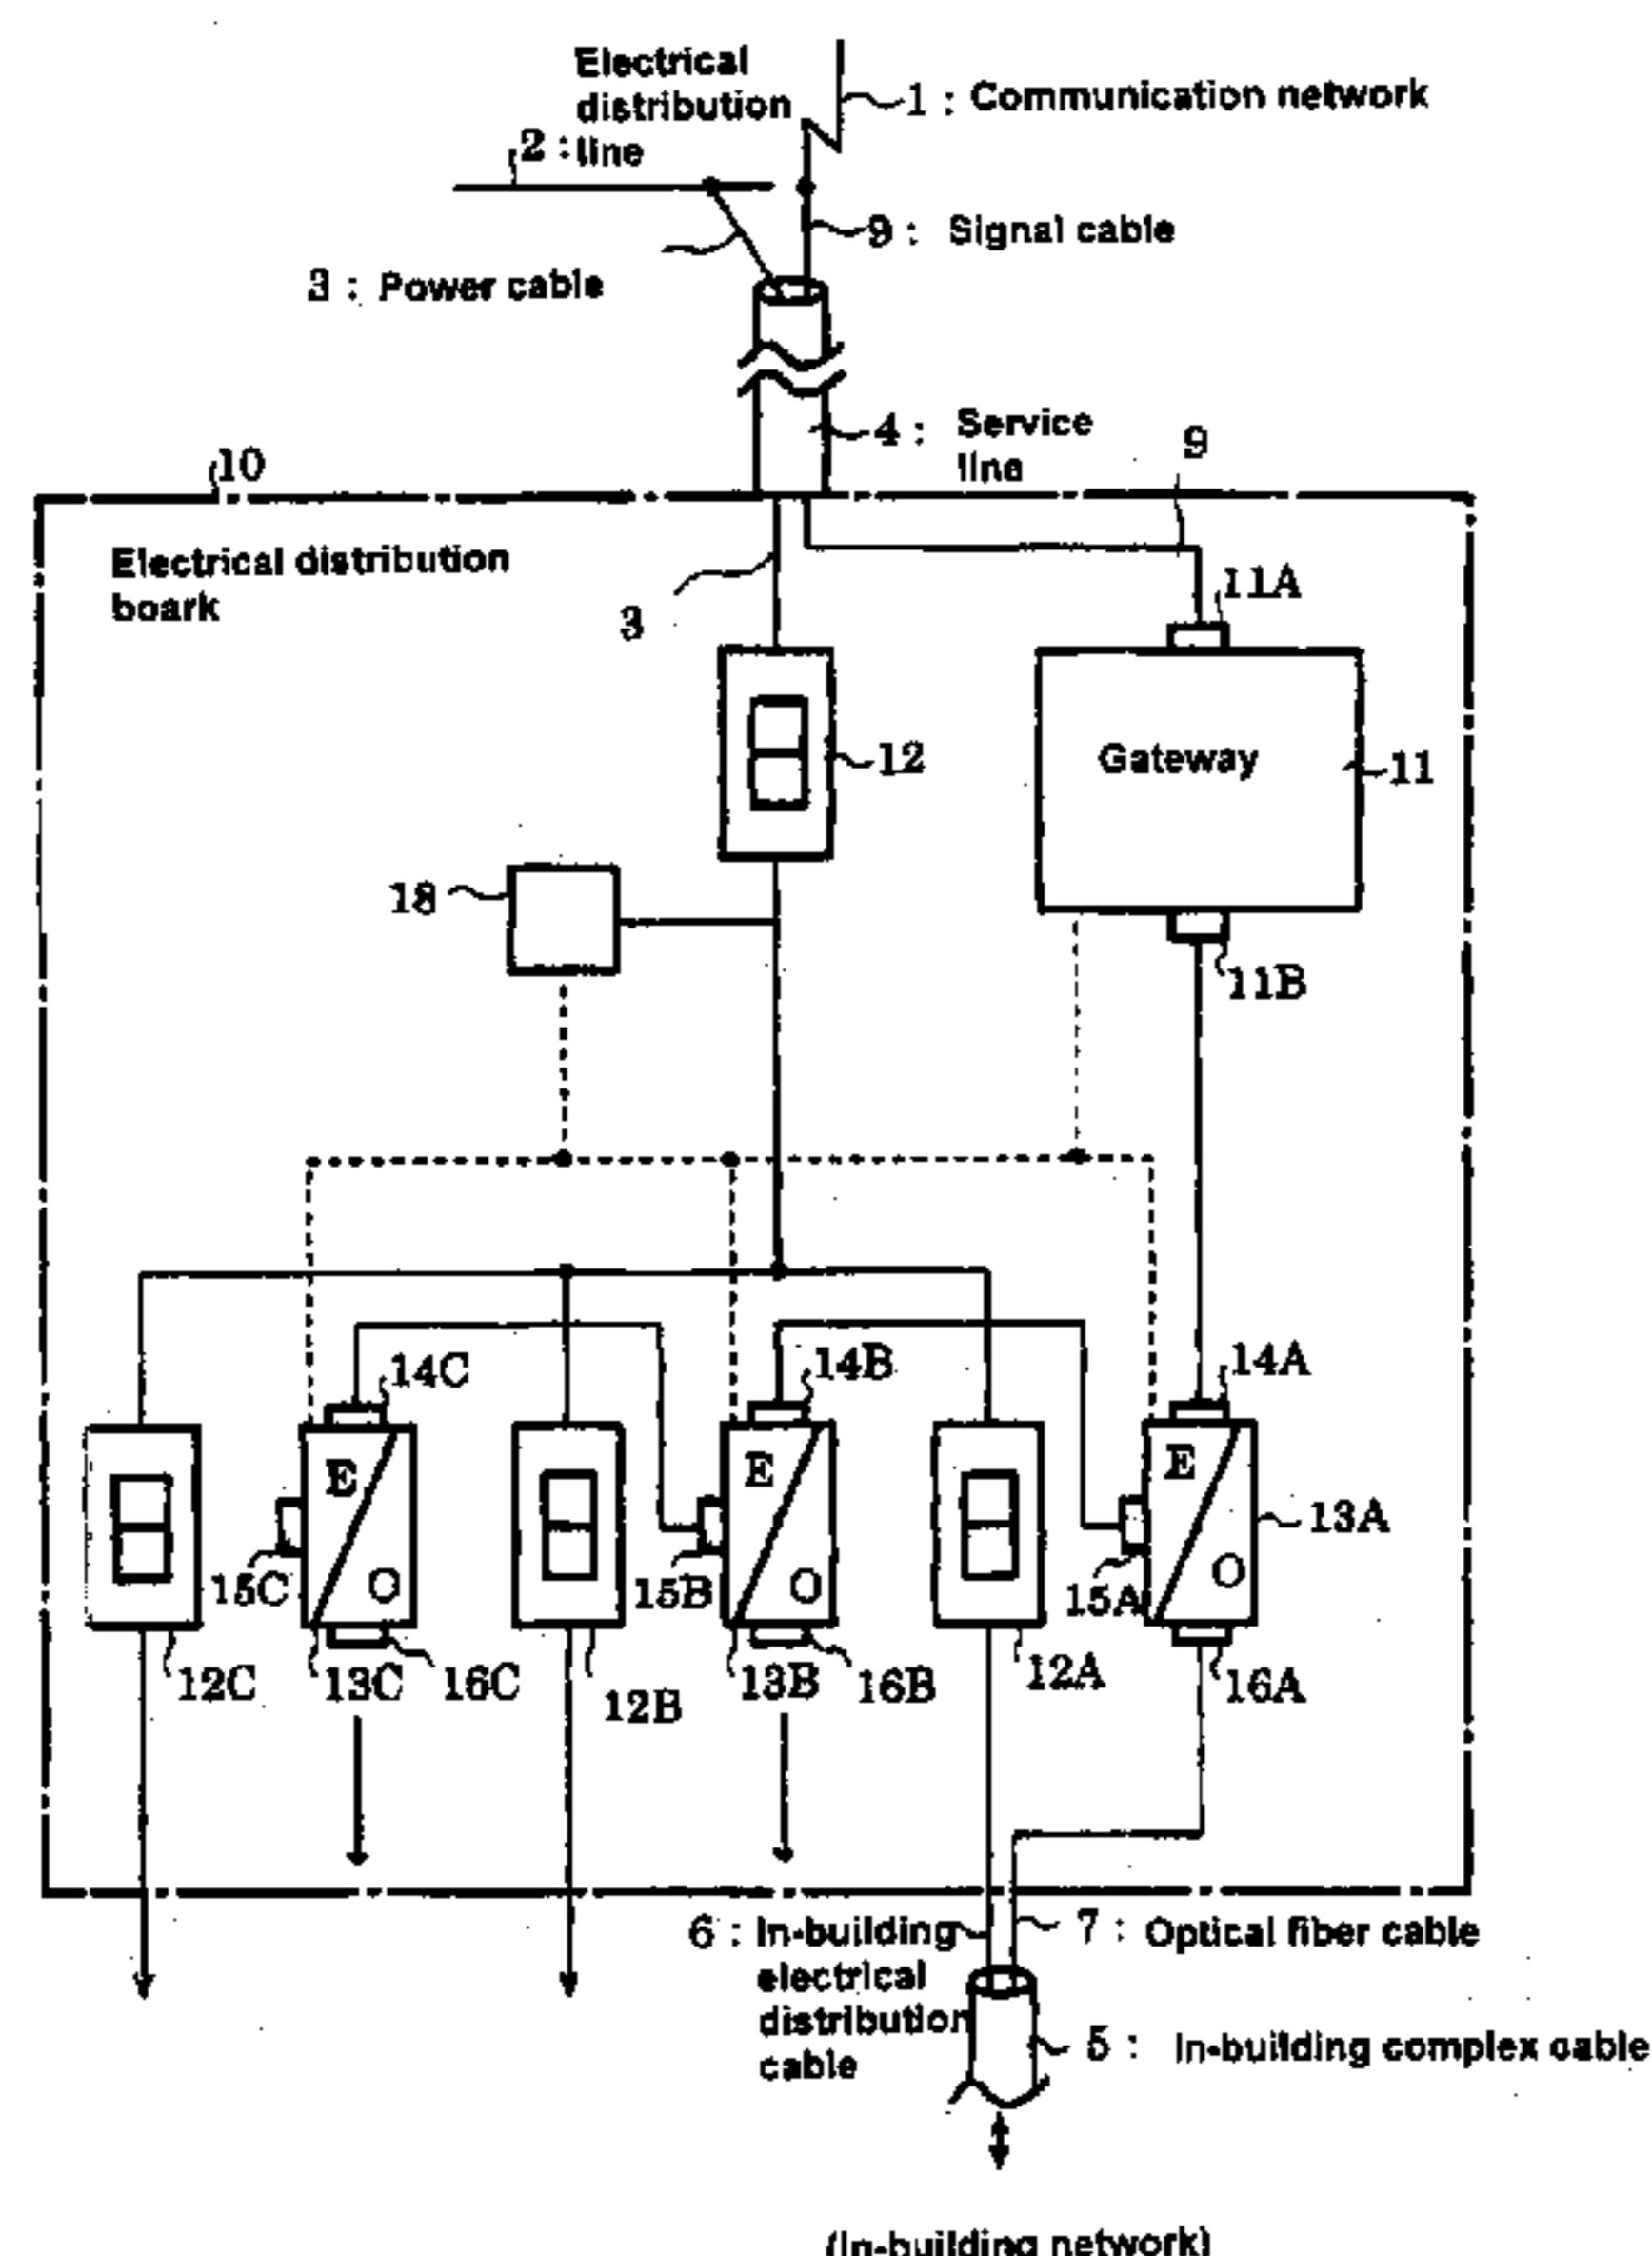 Electrical
distribution
2 : line
1 : Communication network
9 : Signal cable
3 : Power cable
4 : Service
line
9
10
Electrical distribution
boark
3
11A
12
Gateway
11
18
11B
14C
14B
14A
E
E
E
13A
O
O
O
15C
15B
15A
12C
13C
16C
12B
13B
16B
12A
16A
6 : In-building
electrical
distribution
cable
7 : Optical fiber cable
5 : In-building complex cable
(In-building network)